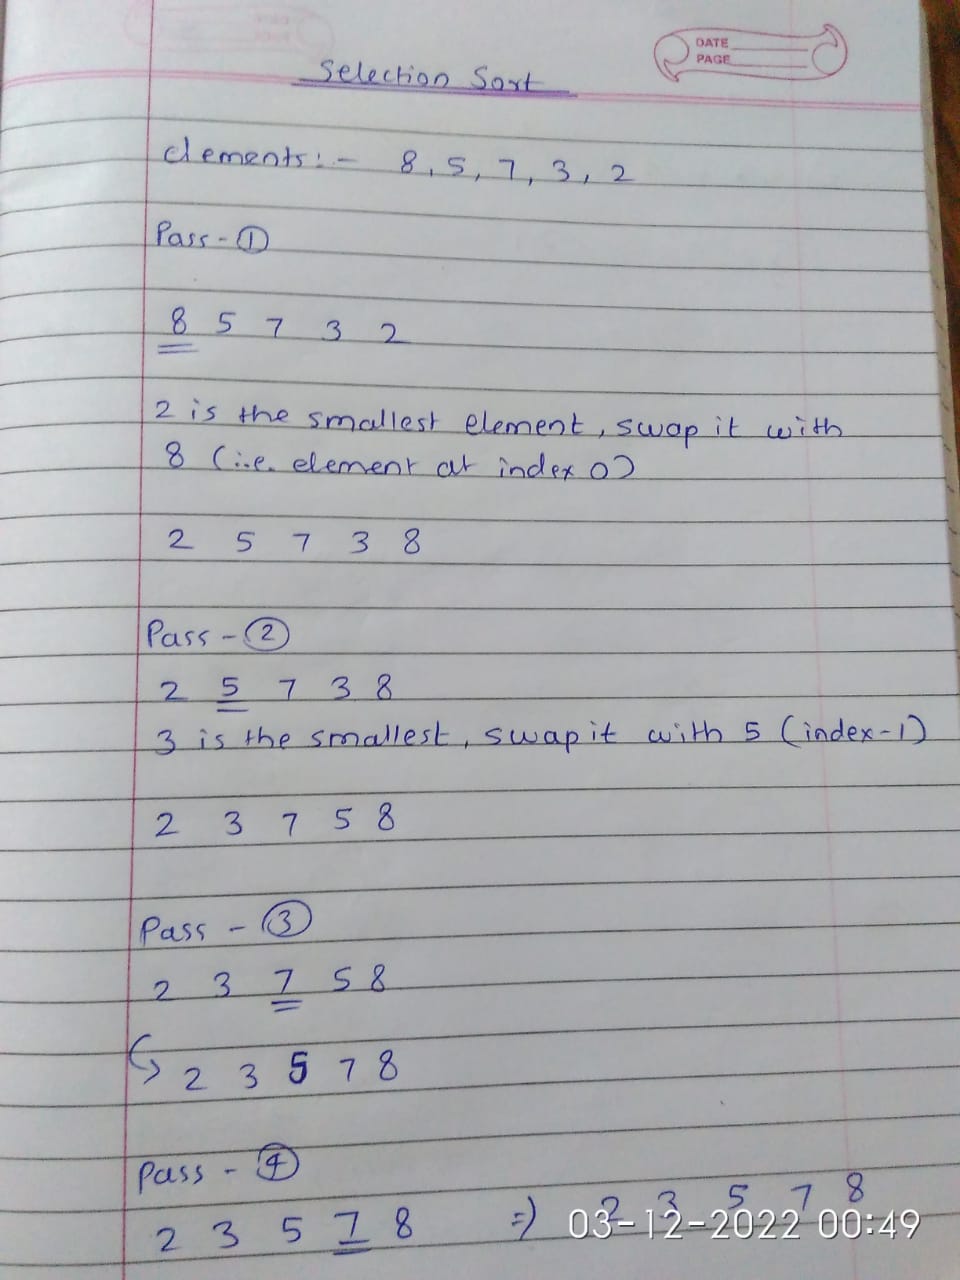 DATE
PAGE
Selection Sort
elements:- 8, 5, 7, 3, 2
Pass-①
8 5 7 3 2
2 is the smallest element, swap it with
8 (i.e. element at index 0)
2 5 7 3 8
Pass-②
2 5 7 3 8
3 is the smallest, swap it with 5 (index-1)
2 3 7 5 8
Pass-③
2 3 7 5 8
↪ 2 3 5 7 8
Pass-④
2 3 5 7 8 => 2 3 5 7 8
03-12-2022 00:49